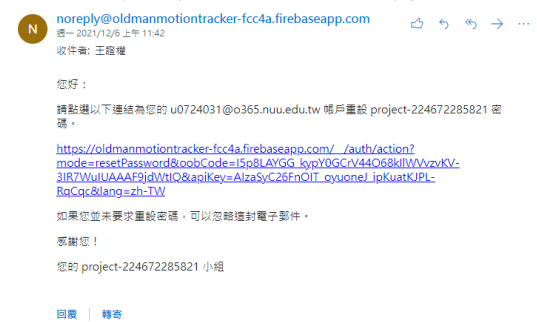 N
noreply@oldmanmotiontracker-fcc4a.firebaseapp.com
週一 2021/12/6 上午 11:42
收件者: 王證權
您好：
請點選以下連結為您的 u0724031@o365.nuu.edu.tw 帳戶重設 project-224672285821 密
碼。
https://oldmanmotiontracker-fcc4a.firebaseapp.com/__/auth/action?
mode=resetPassword&oobCode=I5p8LAYGG_kypY0GCrV44O68kIlWVvzvKV-
3IR7WuIUAAAF9jdWtIQ&apiKey=AIzaSyC26FnOIT_oyuoneJ_ipKuatKJPL-
RqCqc&lang=zh-TW
如果您並未要求重設密碼，可以忽略這封電子郵件。
感謝您！
您的 project-224672285821 小組
回覆 | 轉寄